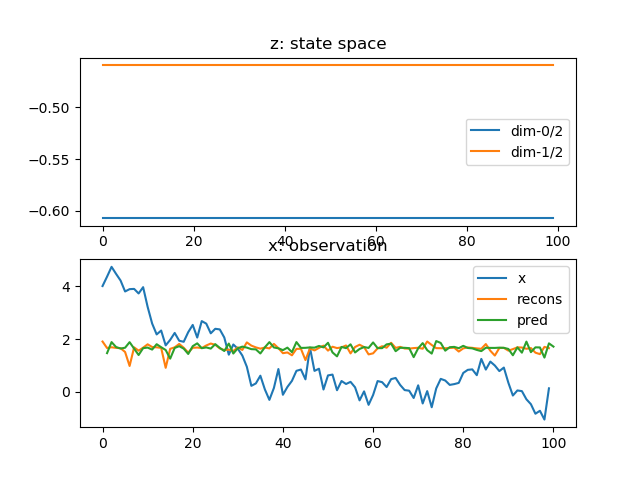 z: state space
−0.50
−0.55
−0.60
dim-0/2
dim-1/2
0 20 40 60 80 100
x: observation
4
2
0
x
recons
pred
0 20 40 60 80 100